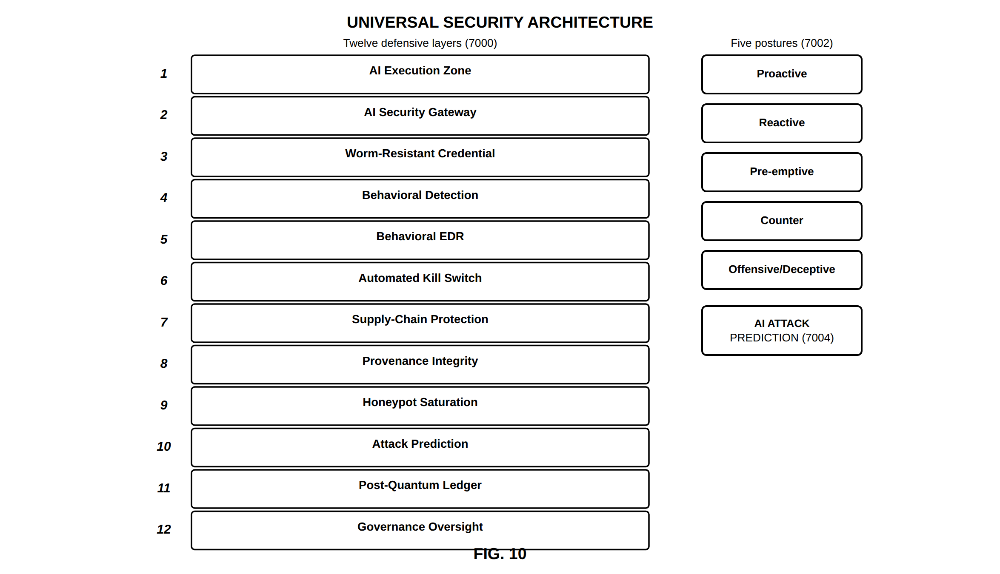 UNIVERSAL SECURITY ARCHITECTURE
Twelve defensive layers (7000)
1
AI Execution Zone
2
AI Security Gateway
3
Worm-Resistant Credential
4
Behavioral Detection
5
Behavioral EDR
6
Automated Kill Switch
7
Supply-Chain Protection
8
Provenance Integrity
9
Honeypot Saturation
10
Attack Prediction
11
Post-Quantum Ledger
12
Governance Oversight
Five postures (7002)
Proactive
Reactive
Pre-emptive
Counter
Offensive/Deceptive
AI ATTACK
PREDICTION (7004)
FIG. 10